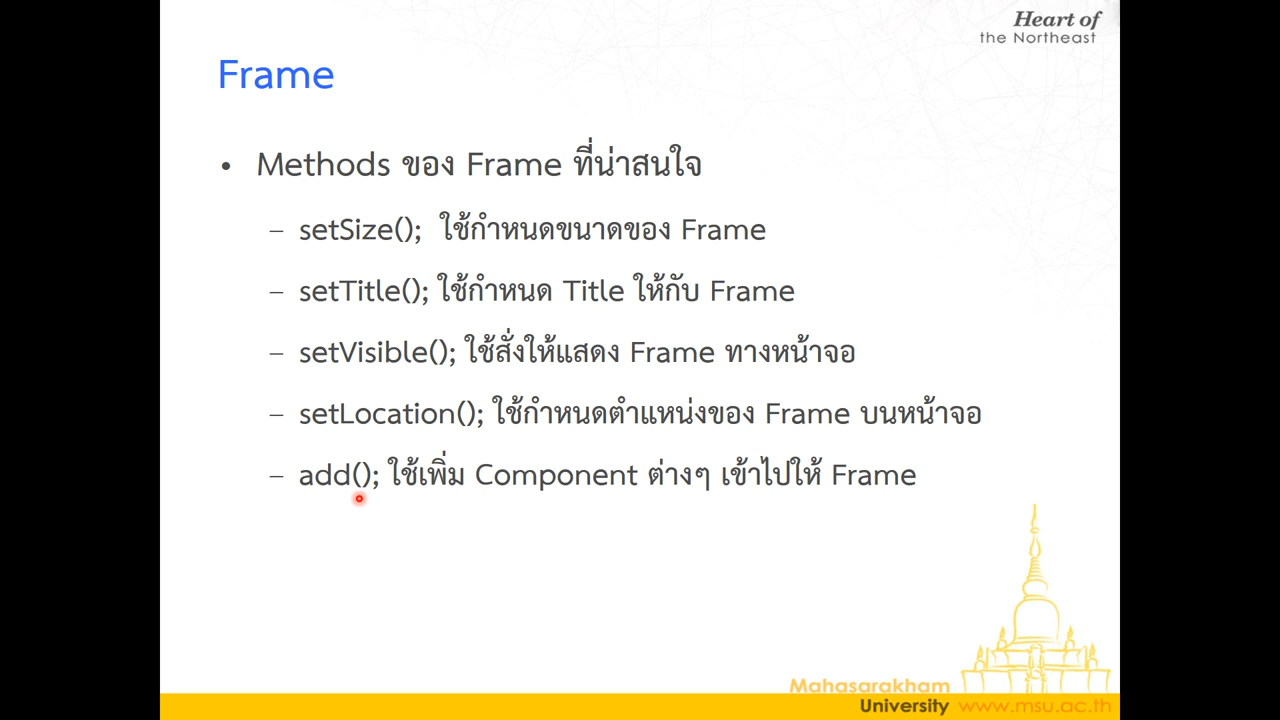 Heart of
the Northeast
Frame
• Methods ของ Frame ที่น่าสนใจ
– setSize();  ใช้กำหนดขนาดของ Frame
– setTitle(); ใช้กำหนด Title ให้กับ Frame
– setVisible(); ใช้สั่งให้แสดง Frame ทางหน้าจอ
– setLocation(); ใช้กำหนดตำแหน่งของ Frame บนหน้าจอ
– add(); ใช้เพิ่ม Component ต่างๆ เข้าไปให้ Frame
Mahasarakham
University www.msu.ac.th